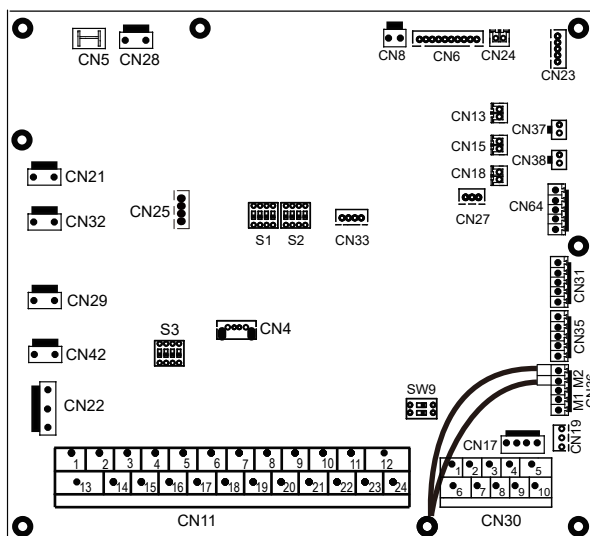 CN5
CN28
CN8
CN6
CN24
CN23
CN13
CN37
CN15
CN38
CN18
CN21
CN25
CN32
S1
S2
CN33
CN27
CN64
CN31
CN29
CN4
CN35
S3
CN42
CN22
SW9
M1 M2
CN26
CN17
CN19
1 2 3 4 5 6 7 8 9 10 11 12
13 14 15 16 17 18 19 20 21 22 23 24
CN11
1 2 3 4 5
6 7 8 9 10
CN30